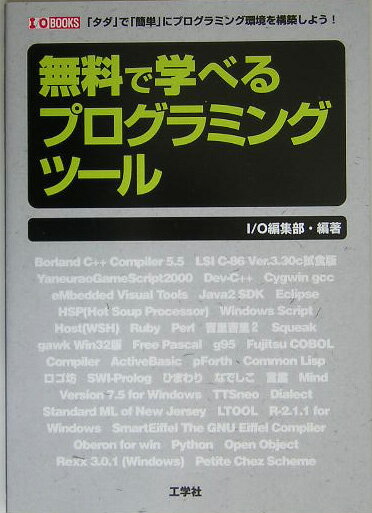 I/O BOOKS
「タダ」で「簡単」にプログラミング環境を構築しよう!
無料で学べる
プログラミング
ツール
I/O編集部・編著
Borland C++ Compiler 5.5 LSI C-86 Ver.3.30c試食版
YaneuraoGameScript2000 Dev-C++ Cygwin gcc
eMbedded Visual Tools Java2 SDK Eclipse
HSP(Hot Soup Processor) Windows Script
Host(WSH) Ruby Perl 言霊 Squeak
gawk Win32版 Free Pascal g95 Fujitsu COBOL
Compiler ActiveBasic pForth Common Lisp
ロゴ坊 SWI-Prolog ひまわり なでしこ 言霊 Mind
Version 7.5 for Windows TTSneo Dialect
Standard ML of New Jersey LTOOL R-2.1.1 for
Windows SmartEiffel The GNU Eiffel Compiler
Oberon for win Python Open Object
Rexx 3.0.1 (Windows) Petite Chez Scheme
工学社